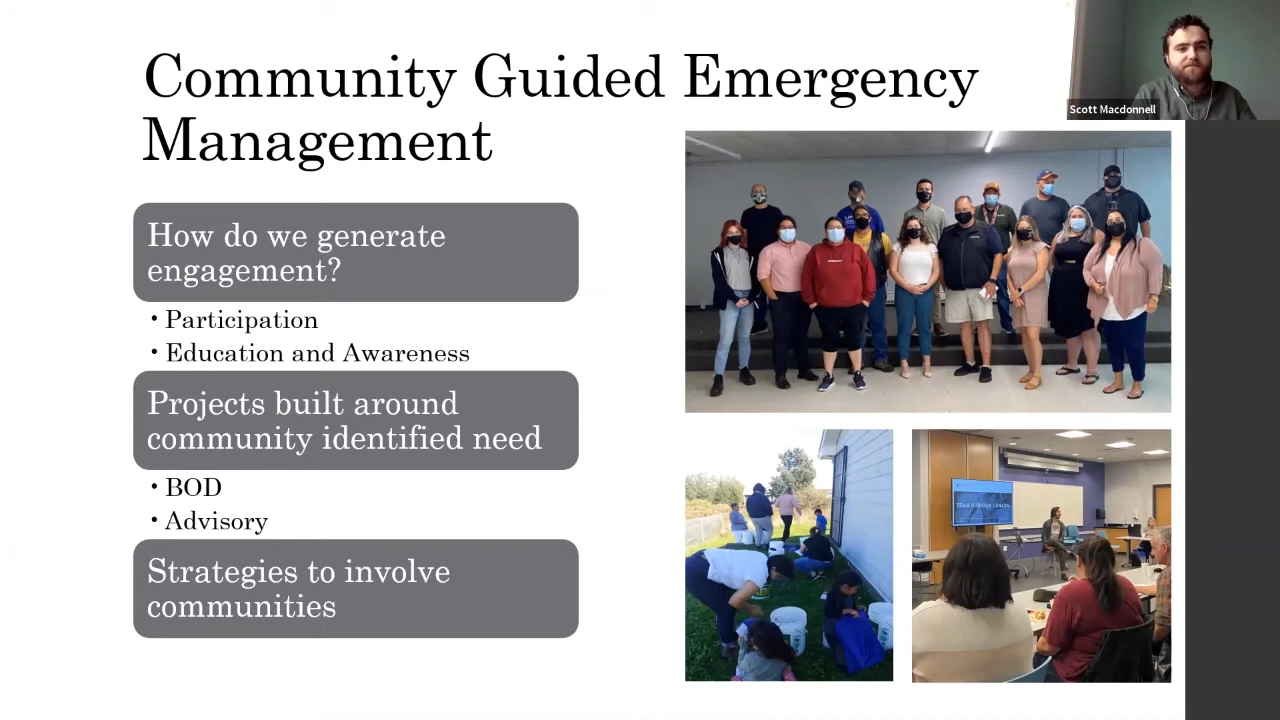 Community Guided Emergency
Management
Scott Macdonnell
How do we generate
engagement?
• Participation
• Education and Awareness
Projects built around
community identified need
• BOD
• Advisory
Strategies to involve
communities